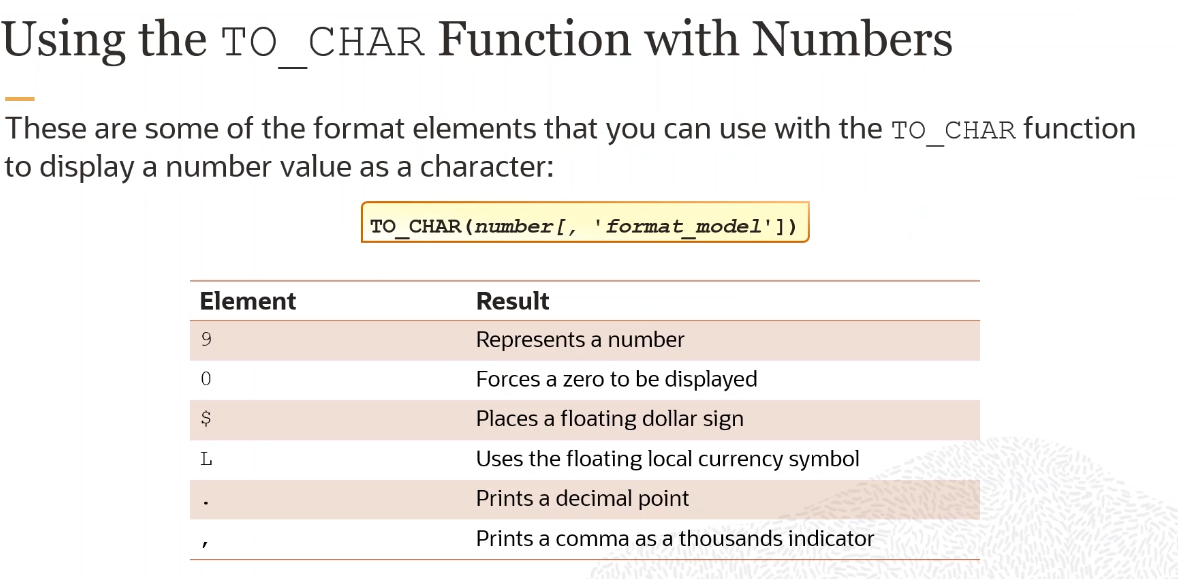 Using the TO_CHAR Function with Numbers
These are some of the format elements that you can use with the TO_CHAR function
to display a number value as a character:
TO_CHAR(number[, 'format_model'])
Element Result
9 Represents a number
0 Forces a zero to be displayed
$ Places a floating dollar sign
L Uses the floating local currency symbol
. Prints a decimal point
, Prints a comma as a thousands indicator